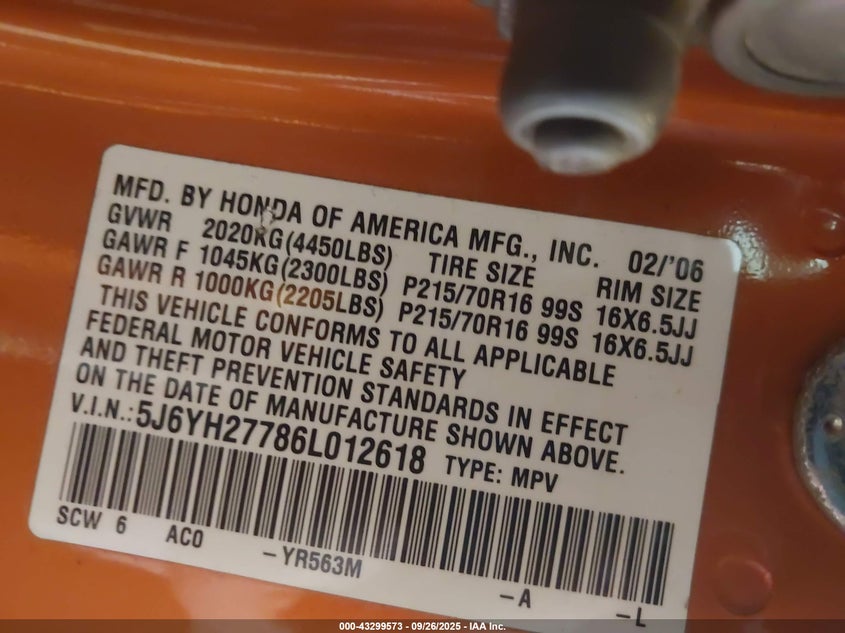 MFD. BY HONDA OF AMERICA MFG., INC. 02/'06
GVWR 2020KG(4450LBS) TIRE SIZE RIM SIZE
GAWR F 1045KG(2300LBS) P215/70R16 99S 16X6.5JJ
GAWR R 1000KG(2205LBS) P215/70R16 99S 16X6.5JJ
THIS VEHICLE CONFORMS TO ALL APPLICABLE
FEDERAL MOTOR VEHICLE SAFETY
AND THEFT PREVENTION STANDARDS IN EFFECT
ON THE DATE OF MANUFACTURE SHOWN ABOVE.
V.I.N.: 5J6YH27786L012618 TYPE: MPV
SCW 6 AC0 -YR563M -A -L
000-43299573 - 09/26/2025 - IAA Inc.